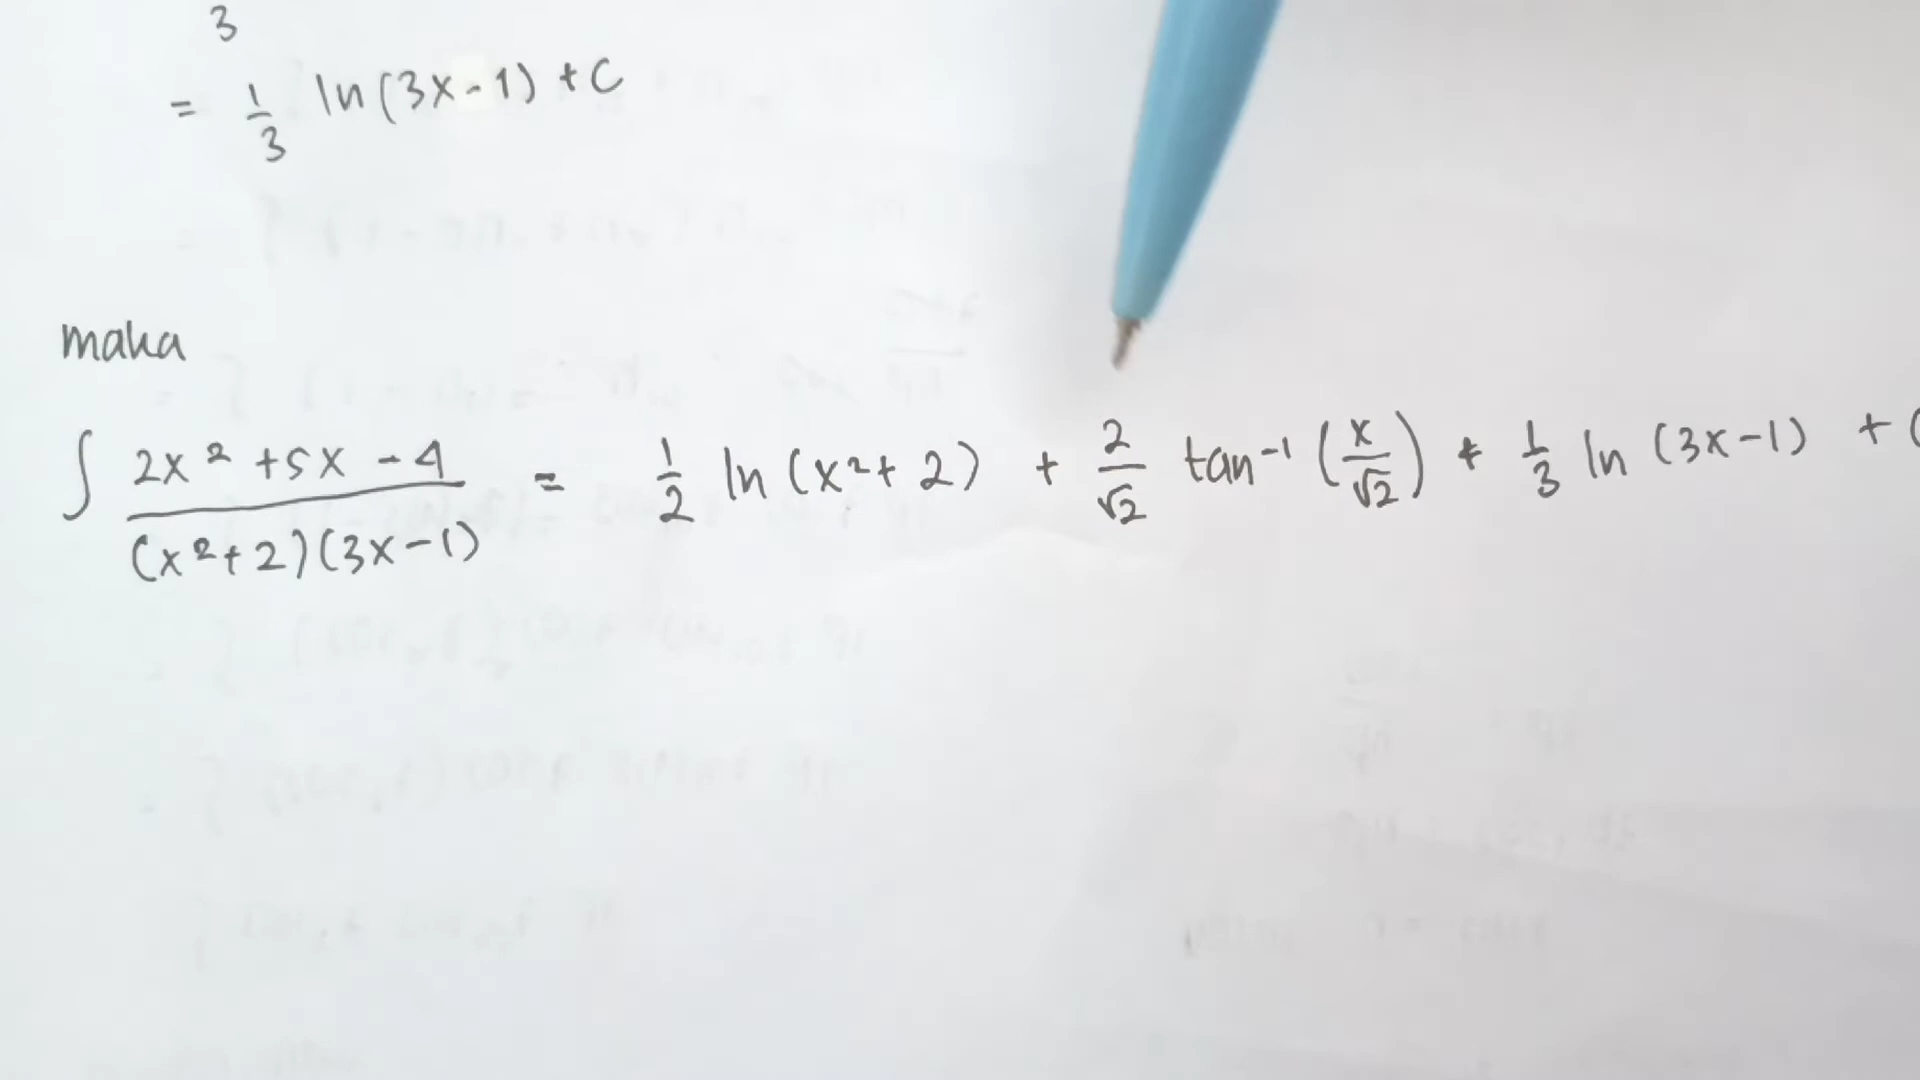 3
= 1/3 ln(3x-1) + C
maka
∫ (2x² + 5x - 4)/((x²+2)(3x-1)) = 1/2 ln(x²+2) + 2/√2 tan⁻¹(x/√2) + 1/3 ln(3x-1) +